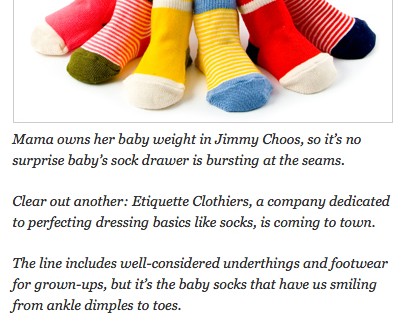 Mama owns her baby weight in Jimmy Choos, so it's no
surprise baby's sock drawer is bursting at the seams.
Clear out another: Etiquette Clothiers, a company dedicated
to perfecting dressing basics like socks, is coming to town.
The line includes well-considered underthings and footwear
for grown-ups, but it's the baby socks that have us smiling
from ankle dimples to toes.